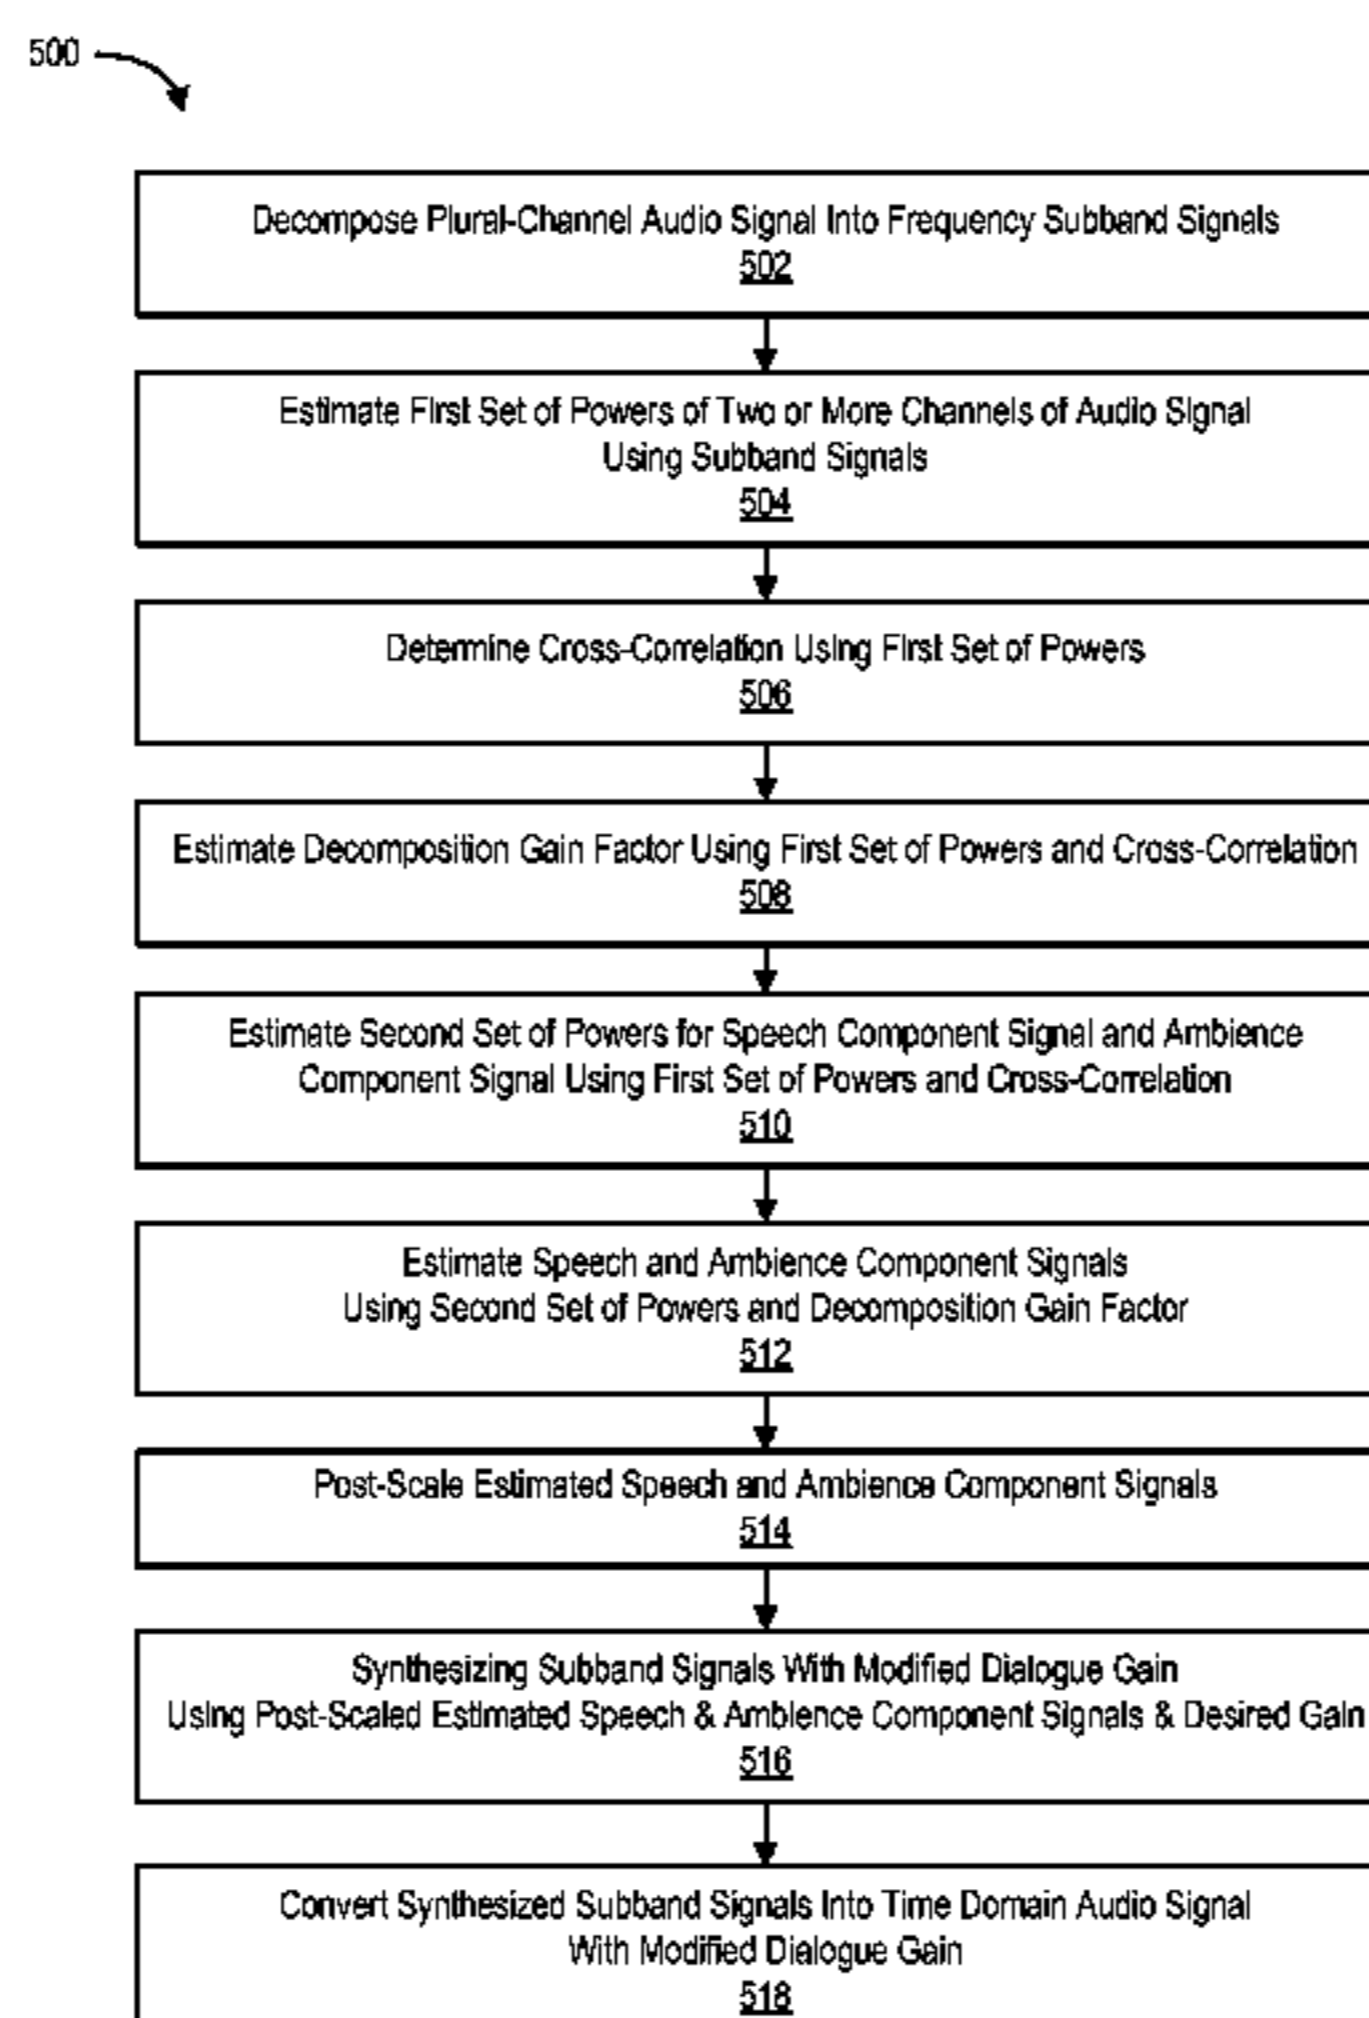 500
Decompose Plural-Channel Audio Signal Into Frequency Subband Signals
502
Estimate First Set of Powers of Two or More Channels of Audio Signal
Using Subband Signals
504
Determine Cross-Correlation Using First Set of Powers
506
Estimate Decomposition Gain Factor Using First Set of Powers and Cross-Correlation
508
Estimate Second Set of Powers for Speech Component Signal and Ambience
Component Signal Using First Set of Powers and Cross-Correlation
510
Estimate Speech and Ambience Component Signals
Using Second Set of Powers and Decomposition Gain Factor
512
Post-Scale Estimated Speech and Ambience Component Signals
514
Synthesizing Subband Signals With Modified Dialogue Gain
Using Post-Scaled Estimated Speech & Ambience Component Signals & Desired Gain
516
Convert Synthesized Subband Signals Into Time Domain Audio Signal
With Modified Dialogue Gain
518